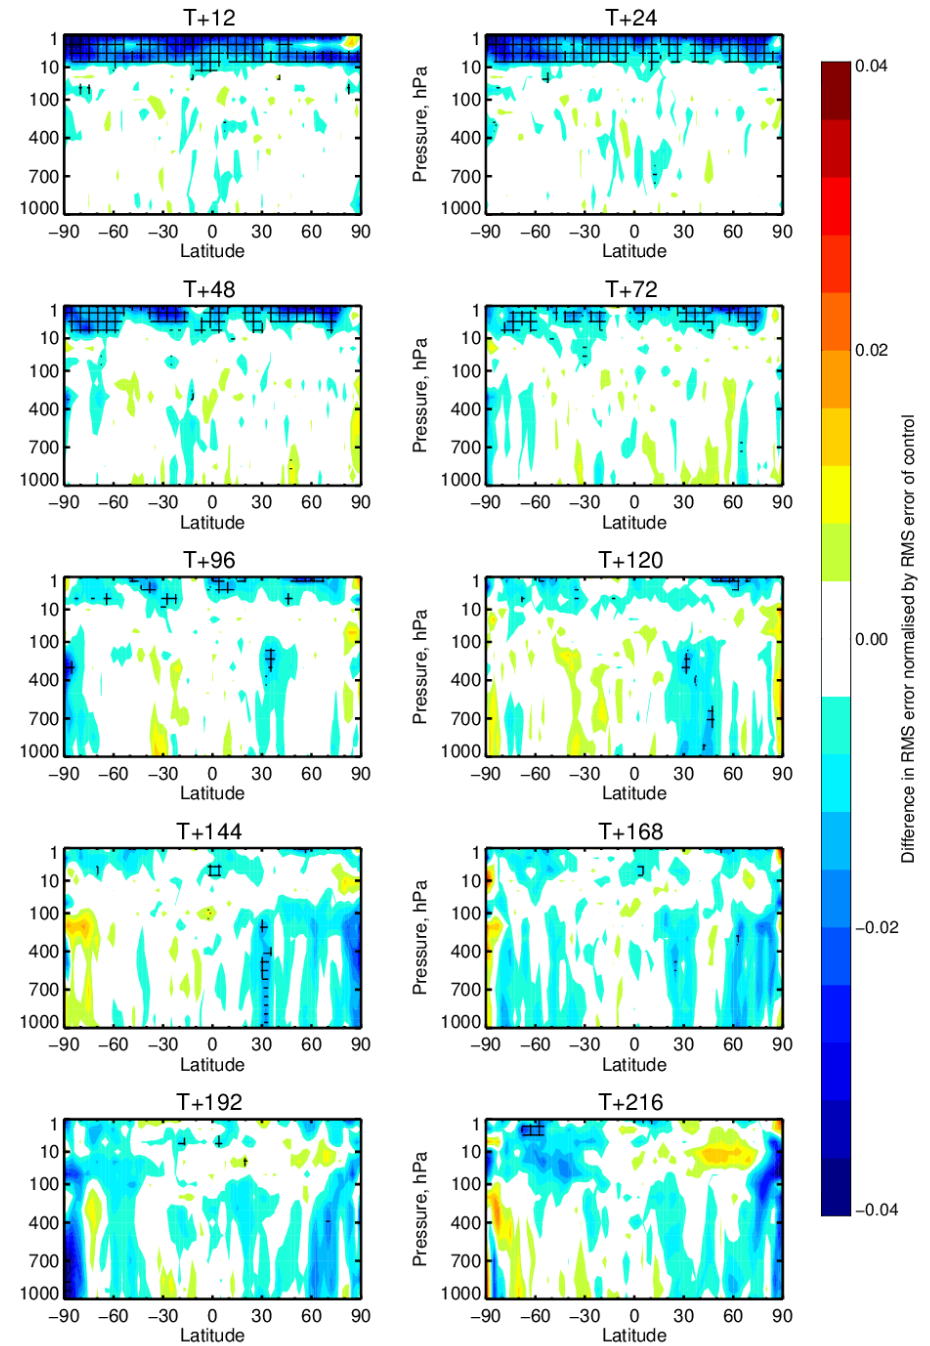 T+12
T+24
1
10
100
400
700
1000
−90 −60 −30 0 30 60 90
Latitude
Pressure, hPa
1
10
100
400
700
1000
−90 −60 −30 0 30 60 90
Latitude
T+48
T+72
1
10
100
400
700
1000
−90 −60 −30 0 30 60 90
Latitude
Pressure, hPa
1
10
100
400
700
1000
−90 −60 −30 0 30 60 90
Latitude
T+96
T+120
1
10
100
400
700
1000
−90 −60 −30 0 30 60 90
Latitude
Pressure, hPa
1
10
100
400
700
1000
−90 −60 −30 0 30 60 90
Latitude
T+144
T+168
1
10
100
400
700
1000
−90 −60 −30 0 30 60 90
Latitude
Pressure, hPa
1
10
100
400
700
1000
−90 −60 −30 0 30 60 90
Latitude
T+192
T+216
1
10
100
400
700
1000
−90 −60 −30 0 30 60 90
Latitude
Pressure, hPa
1
10
100
400
700
1000
−90 −60 −30 0 30 60 90
Latitude
0.04
0.02
0.00
−0.02
−0.04
Difference in RMS error normalised by RMS error of control